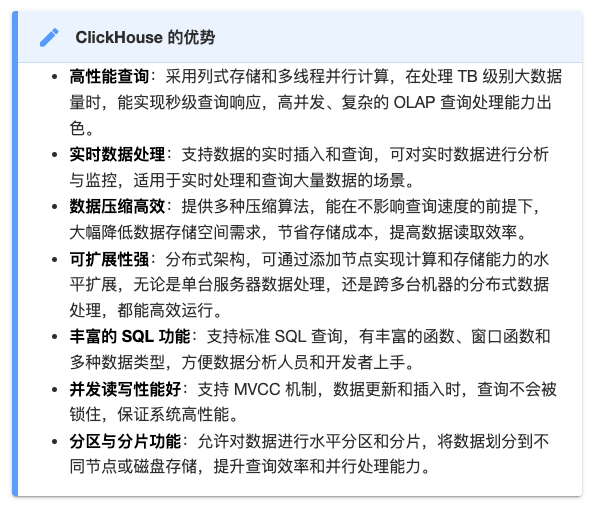 ClickHouse 的优势
• 高性能查询：采用列式存储和多线程并行计算，在处理 TB 级别大数据
量时，能实现秒级查询响应，高并发、复杂的 OLAP 查询处理能力出
色。
• 实时数据处理：支持数据的实时插入和查询，可对实时数据进行分析
与监控，适用于实时处理和查询大量数据的场景。
• 数据压缩高效：提供多种压缩算法，能在不影响查询速度的前提下，
大幅降低数据存储空间需求，节省存储成本，提高数据读取效率。
• 可扩展性强：分布式架构，可通过添加节点实现计算和存储能力的水
平扩展，无论是单台服务器数据处理，还是跨多台机器的分布式数据
处理，都能高效运行。
• 丰富的 SQL 功能：支持标准 SQL 查询，有丰富的函数、窗口函数和
多种数据类型，方便数据分析人员和开发者上手。
• 并发读写性能好：支持 MVCC 机制，数据更新和插入时，查询不会被
锁住，保证系统高性能。
• 分区与分片功能：允许对数据进行水平分区和分片，将数据划分到不
同节点或磁盘存储，提升查询效率和并行处理能力。